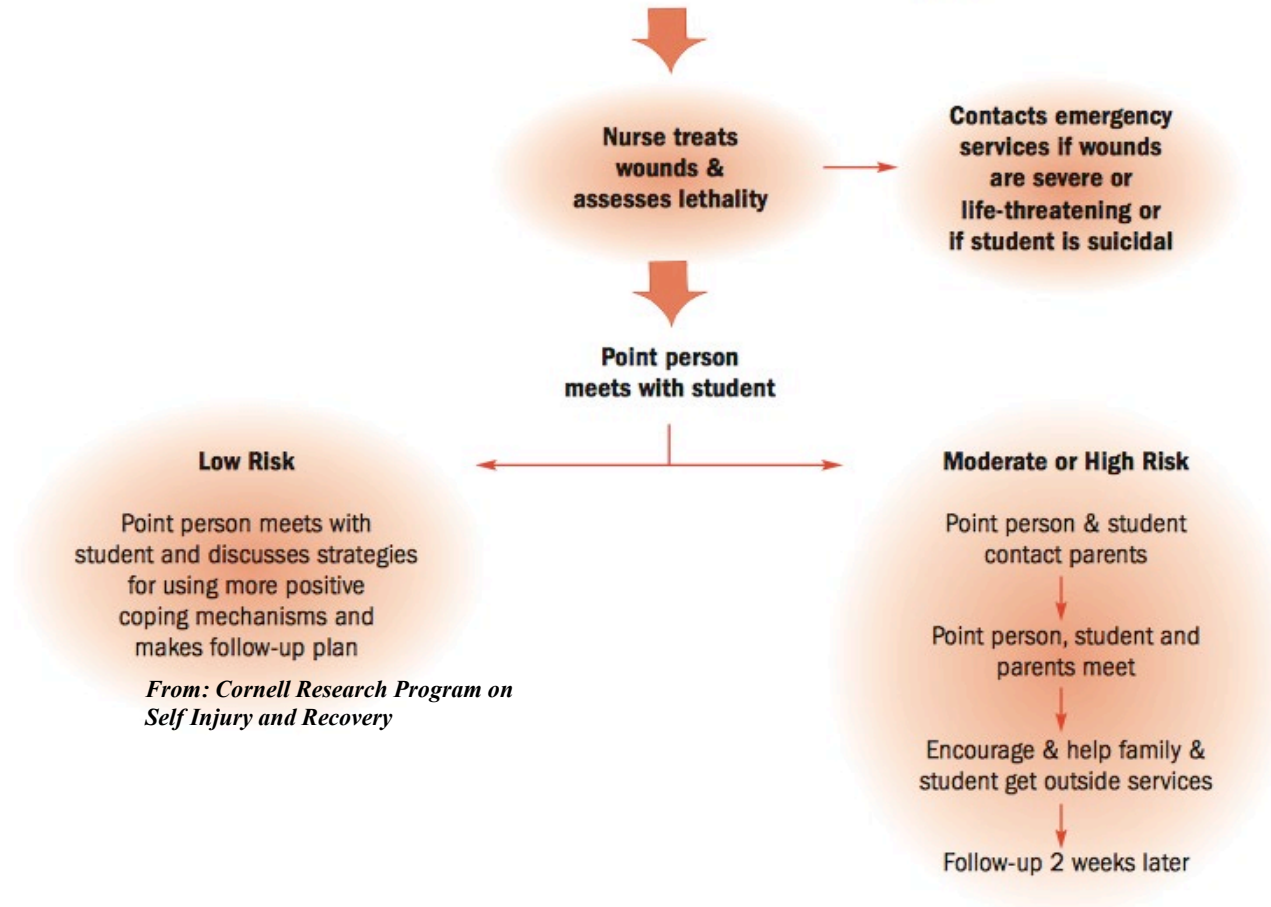 Nurse treats
wounds &
assesses lethality
Contacts emergency
services if wounds
are severe or
life-threatening or
if student is suicidal
Point person
meets with student
Low Risk
Point person meets with
student and discusses strategies
for using more positive
coping mechanisms and
makes follow-up plan
From: Cornell Research Program on
Self Injury and Recovery
Moderate or High Risk
Point person & student
contact parents
Point person, student and
parents meet
Encourage & help family &
student get outside services
Follow-up 2 weeks later